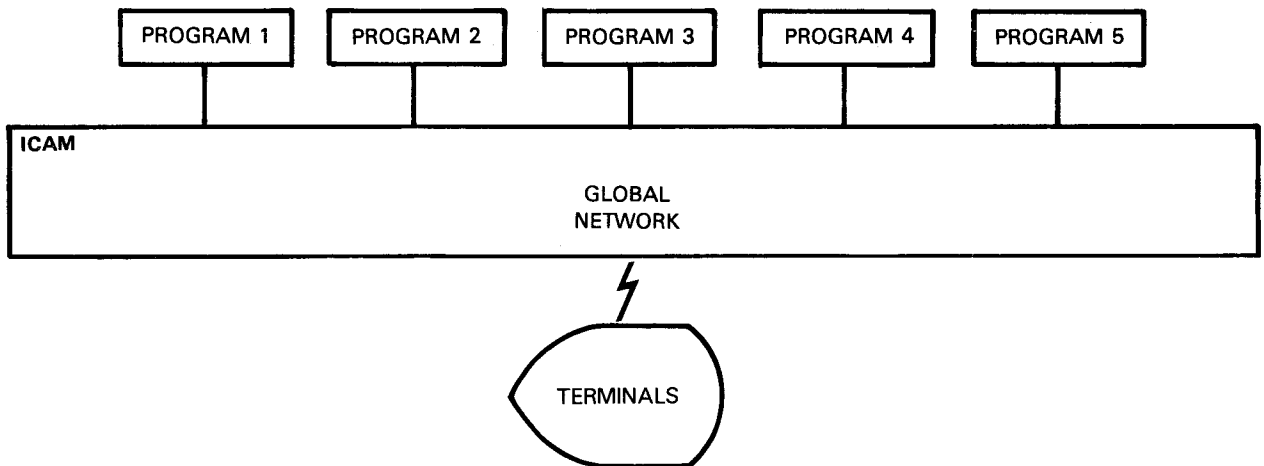 PROGRAM 1
PROGRAM 2
PROGRAM 3
PROGRAM 4
PROGRAM 5
ICAM
GLOBAL
NETWORK
TERMINALS